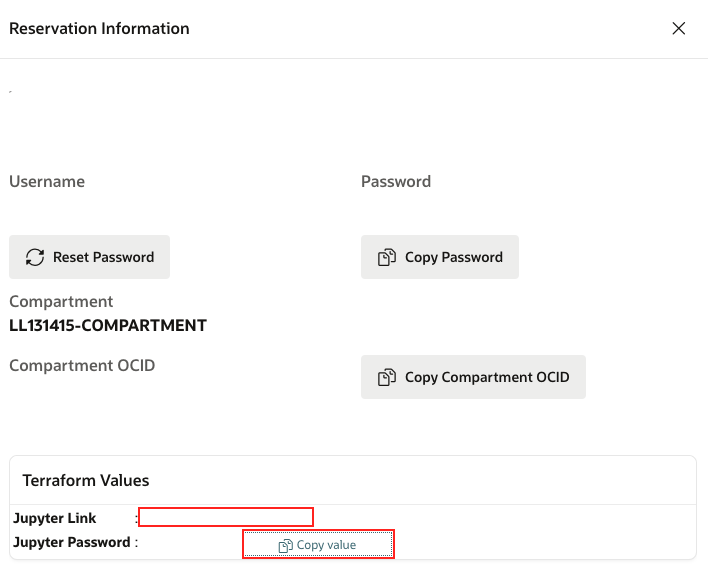 Reservation Information
Username
Password
Reset Password
Copy Password
Compartment
LL131415-COMPARTMENT
Compartment OCID
Copy Compartment OCID
Terraform Values
Jupyter Link :
Jupyter Password :
Copy value